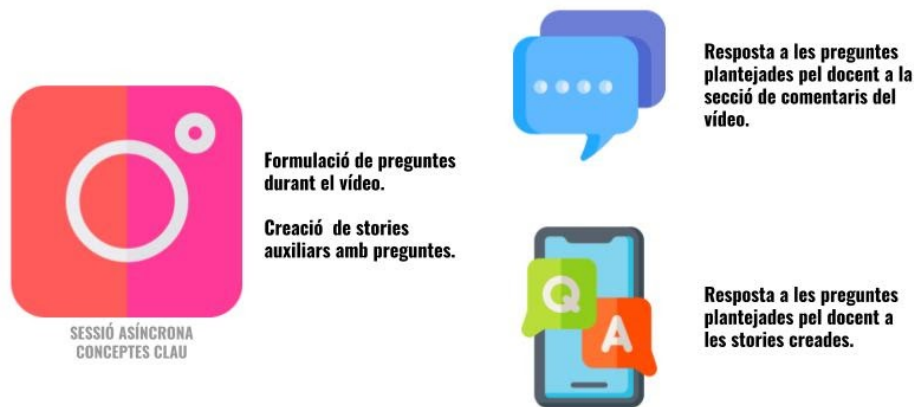 Formulació de preguntes
durant el vídeo.
Creació de stories
auxiliars amb preguntes.
SESSIÓ ASÍNCRONA
CONCEPTES CLAU
Resposta a les preguntes
plantejades pel docent a la
secció de comentaris del
vídeo.
Q
A
Resposta a les preguntes
plantejades pel docent a
les stories creades.